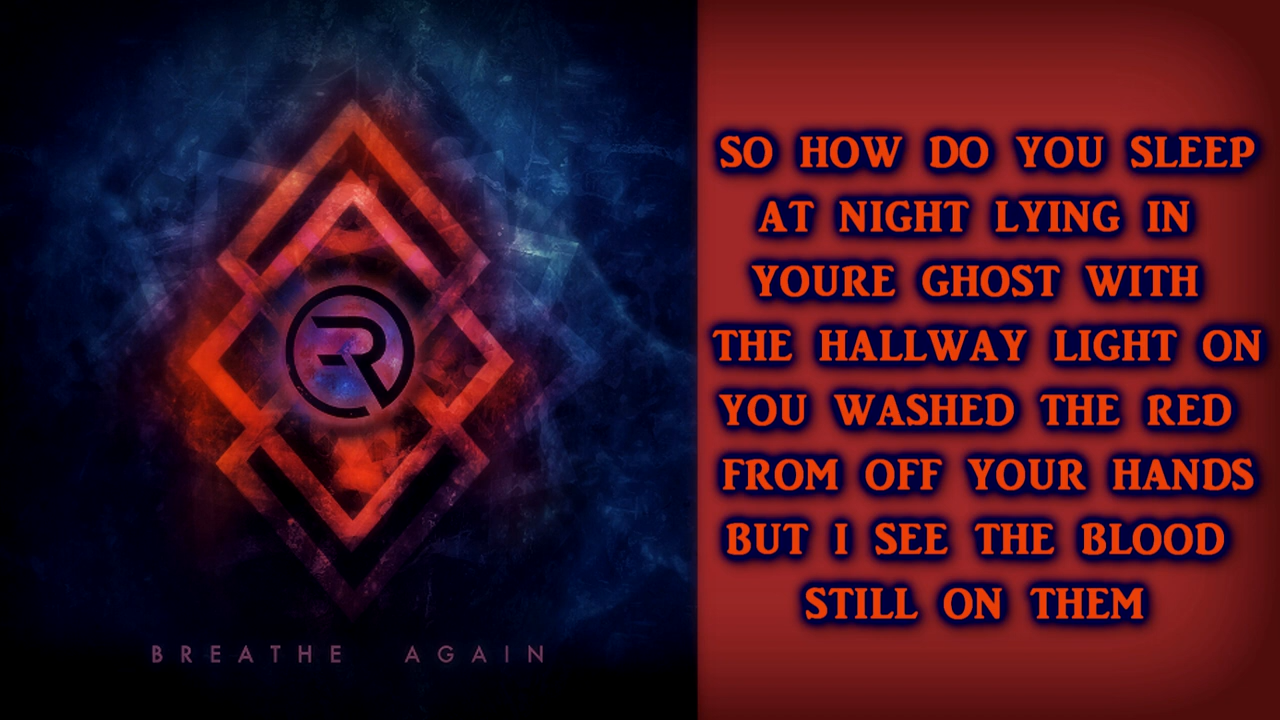 BREATHE AGAIN
SO HOW DO YOU SLEEP
AT NIGHT LYING IN
YOURE GHOST WITH
THE HALLWAY LIGHT ON
YOU WASHED THE RED
FROM OFF YOUR HANDS
BUT I SEE THE BLOOD
STILL ON THEM